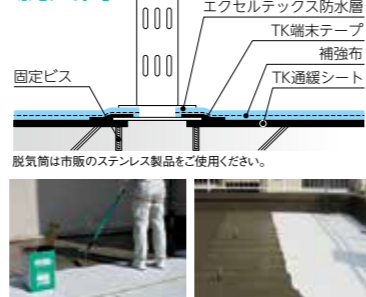 エクセルテックス防水層
TK端末テープ
補強布
固定ビス
TK通緩シート
脱気筒は市販のステンレス製品をご使用ください。